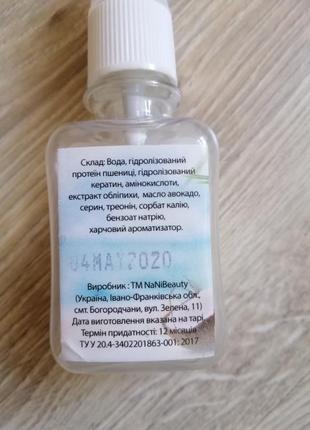 Склад: Вода, гідролізований
протеїн пшениці, гідролізований
кератин, амінокислоти,
екстракт обліпихи, масло авокадо,
серин, треонін, сорбат калію,
бензоат натрію,
харчовий ароматизатор.
04MAY2020
Виробник : ТМ NaNiBeauty
(Україна, Івано-Франківська обл.,
смт. Богородчани, вул. Зелена, 11)
Дата виготовлення вказана на тарі
Термін придатності: 12 місяців
ТУ У 20.4-3402201863-001: 2017